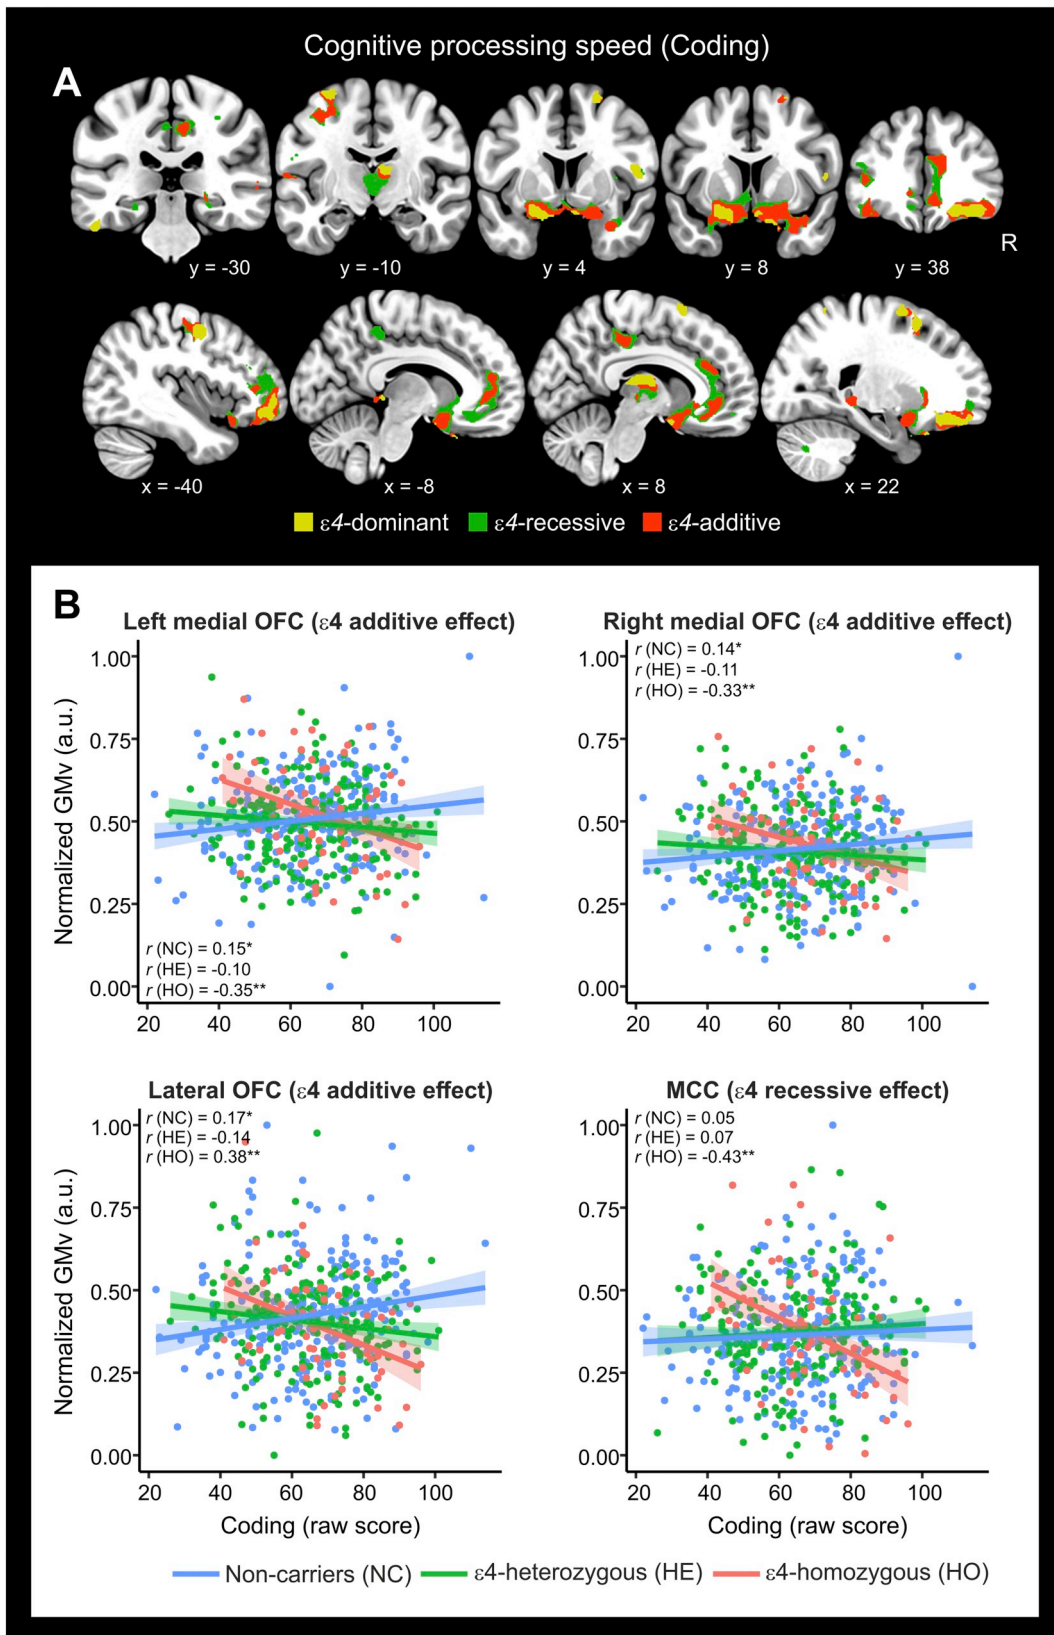 Cognitive processing speed (Coding)
A
y = -30
y = -10
y = 4
y = 8
y = 38
R
x = -40
x = -8
x = 8
x = 22
ε4-dominant
ε4-recessive
ε4-additive
B
Left medial OFC (ε4 additive effect)
Normalized GMv (a.u.)
1.00
0.75
0.50
0.25
0.00
r (NC) = 0.15*
r (HE) = -0.10
r (HO) = -0.35**
20 40 60 80 100
Right medial OFC (ε4 additive effect)
r (NC) = 0.14*
r (HE) = -0.11
r (HO) = -0.33**
1.00
0.75
0.50
0.25
0.00
20 40 60 80 100
Lateral OFC (ε4 additive effect)
r (NC) = 0.17*
r (HE) = -0.14
r (HO) = 0.38**
Normalized GMv (a.u.)
1.00
0.75
0.50
0.25
0.00
20 40 60 80 100
Coding (raw score)
MCC (ε4 recessive effect)
r (NC) = 0.05
r (HE) = 0.07
r (HO) = -0.43**
1.00
0.75
0.50
0.25
0.00
20 40 60 80 100
Coding (raw score)
Non-carriers (NC)
ε4-heterozygous (HE)
ε4-homozygous (HO)